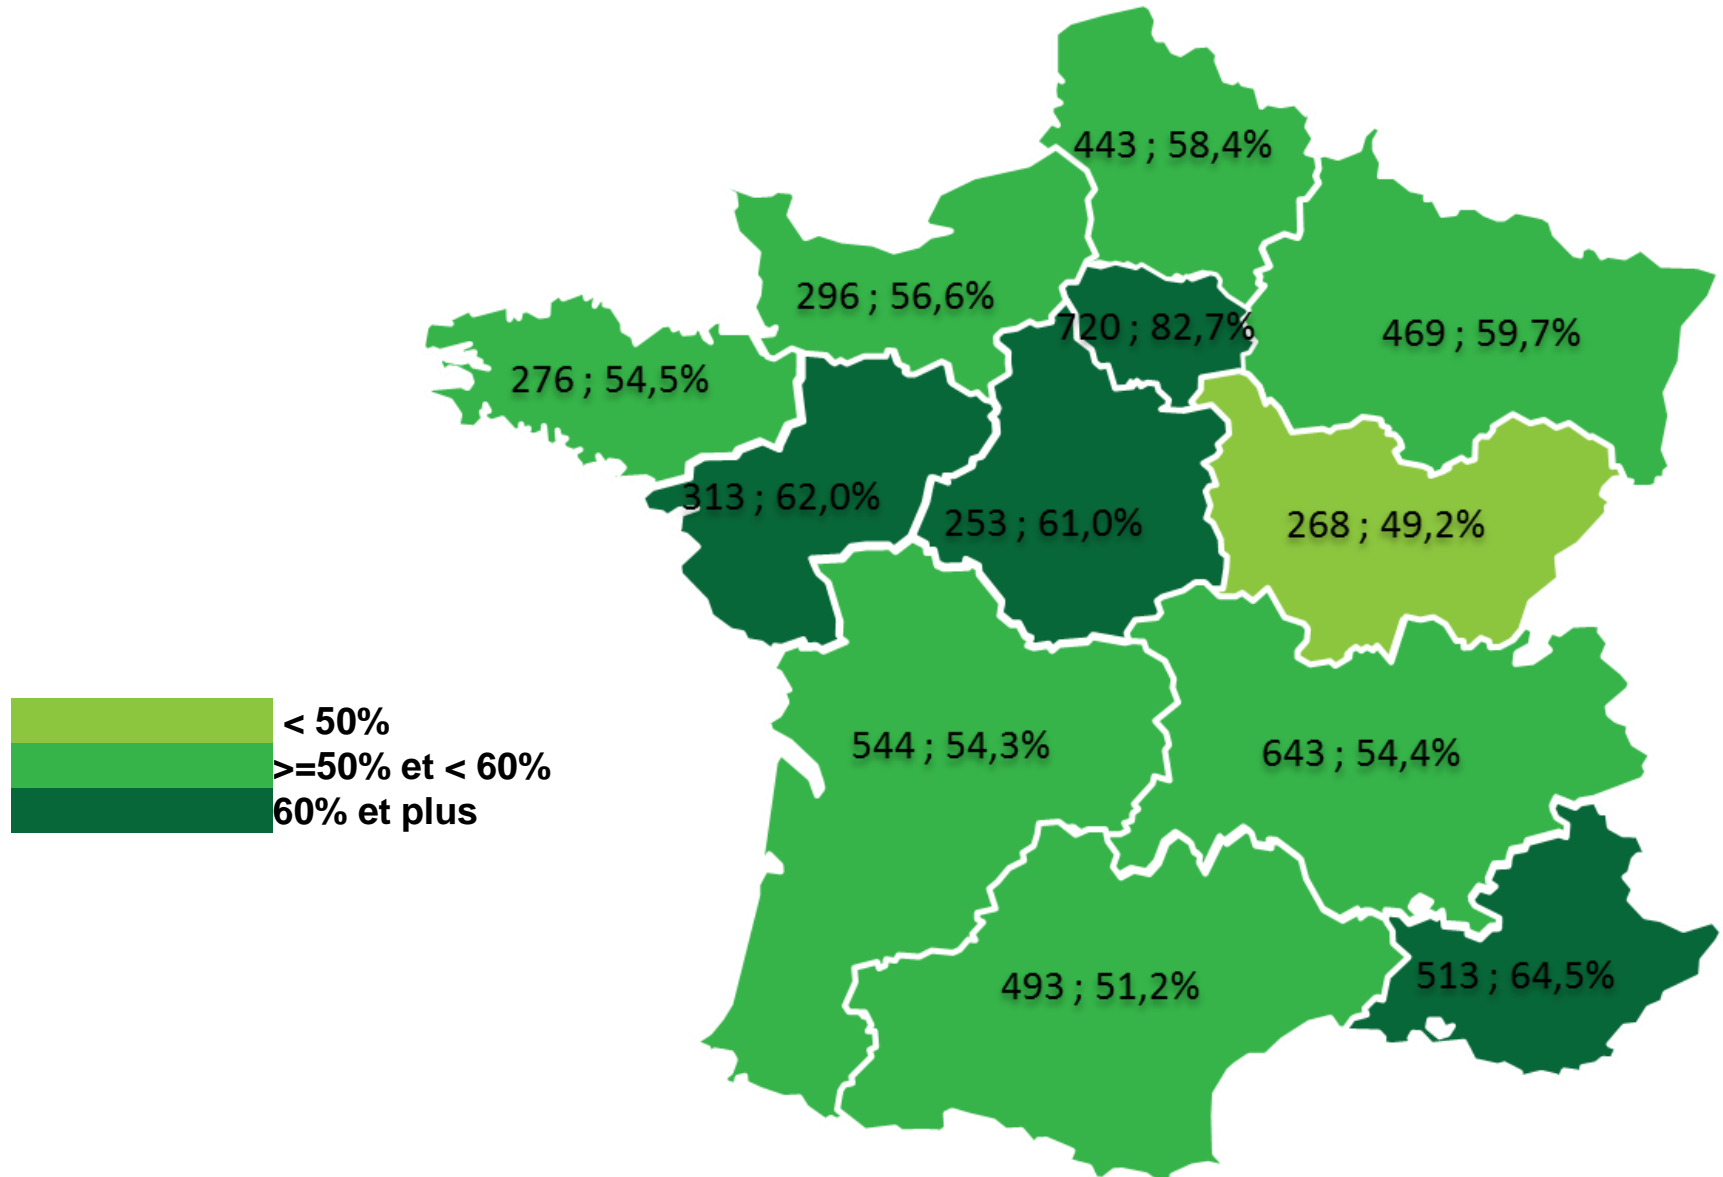 443 ; 58,4%
296 ; 56,6%
720 ; 82,7%
469 ; 59,7%
276 ; 54,5%
313 ; 62,0%
253 ; 61,0%
268 ; 49,2%
< 50%
>=50% et < 60%
60% et plus
544 ; 54,3%
643 ; 54,4%
493 ; 51,2%
513 ; 64,5%